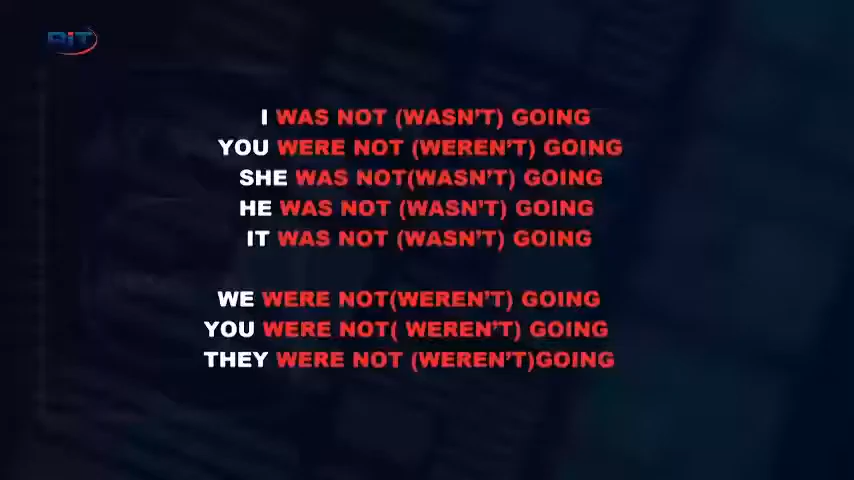 BiT
I WAS NOT (WASN'T) GOING
YOU WERE NOT (WEREN'T) GOING
SHE WAS NOT(WASN'T) GOING
HE WAS NOT (WASN'T) GOING
IT WAS NOT (WASN'T) GOING
WE WERE NOT(WEREN'T) GOING
YOU WERE NOT( WEREN'T) GOING
THEY WERE NOT (WEREN'T)GOING